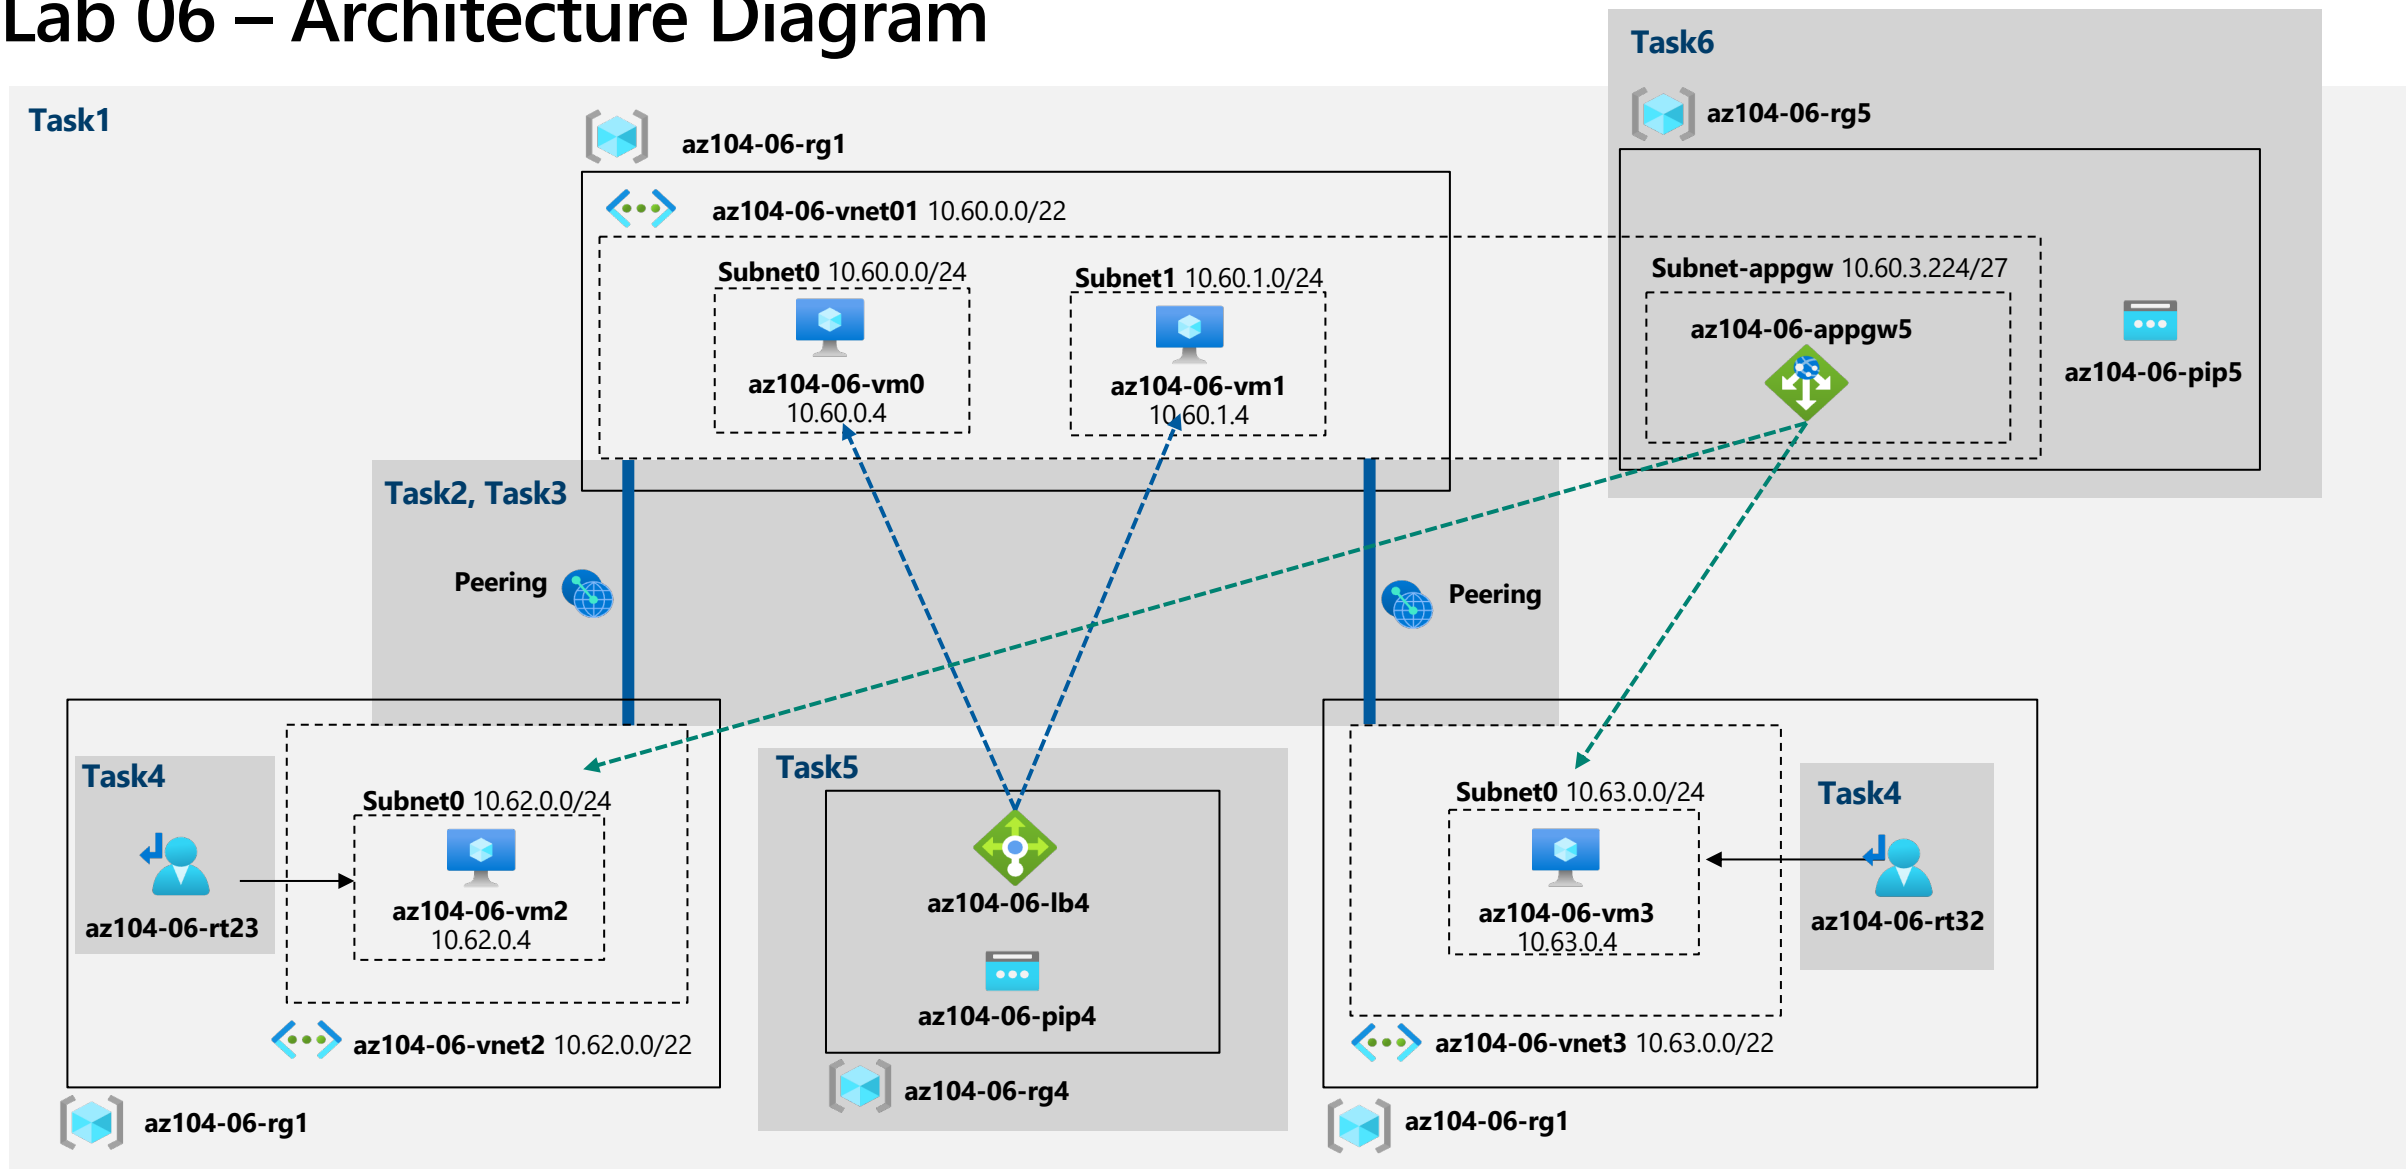 Lab 06 – Architecture Diagram
Task1
az104-06-rg1
az104-06-vnet01 10.60.0.0/22
Subnet0 10.60.0.0/24
az104-06-vm0
10.60.0.4
Subnet1 10.60.1.0/24
az104-06-vm1
10.60.1.4
Task6
az104-06-rg5
Subnet-appgw 10.60.3.224/27
az104-06-appgw5
az104-06-pip5
Task2, Task3
Peering
Peering
Task4
az104-06-rt23
Subnet0 10.62.0.0/24
az104-06-vm2
10.62.0.4
az104-06-vnet2 10.62.0.0/22
az104-06-rg1
Task5
az104-06-lb4
az104-06-pip4
az104-06-rg4
Subnet0 10.63.0.0/24
az104-06-vm3
10.63.0.4
Task4
az104-06-rt32
az104-06-vnet3 10.63.0.0/22
az104-06-rg1